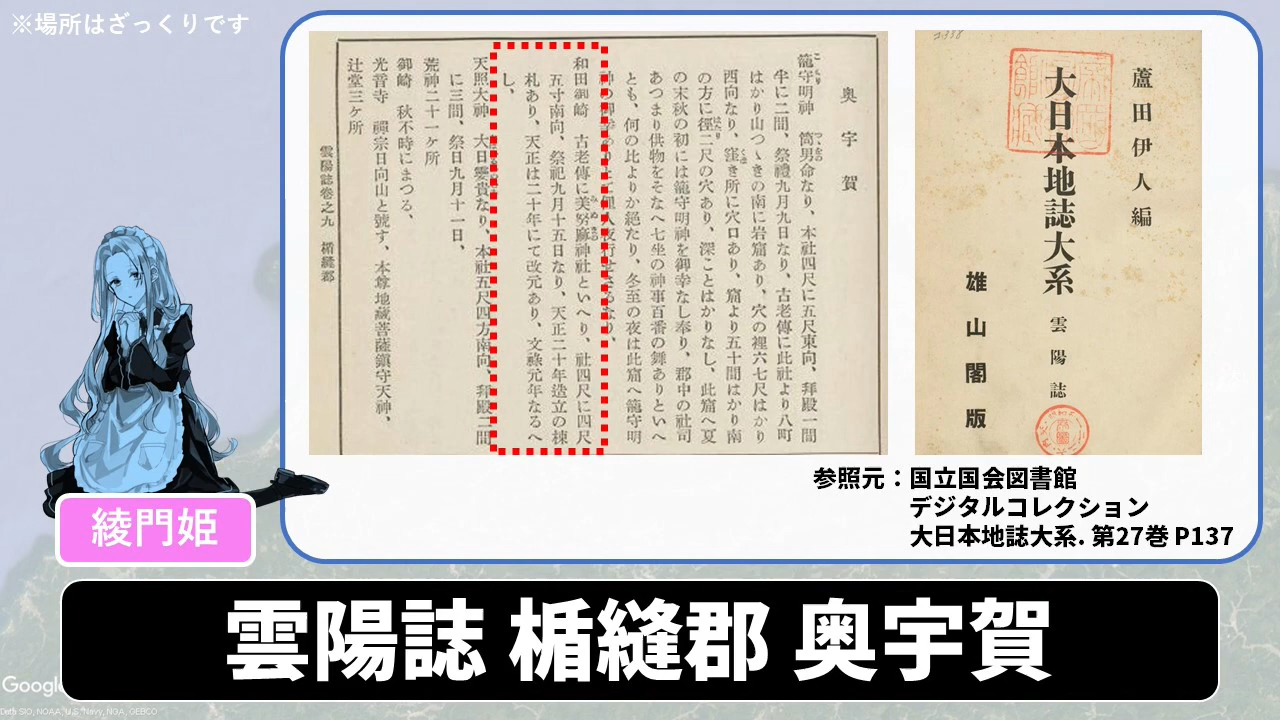 ※場所はざっくりです
奥宇賀
籠守明神 筒男命なり、本社四尺に五尺東向、拜殿一間
半に二間、祭禮九月九日なり、古老傳に此社より八町
はかり山つゝきの南に岩窟あり、穴の裡六七尺はかり
西向なり、窪き所に穴口あり、窟より五十間はかり南
の方に徑二尺の穴あり、深ことはかりなし、此窟へ夏
の末秋の初には籠守明神を御幸なし奉り、郡中の社司
あつまり供物をそなへ七坐の神事百番の舞ありといへ
とも、何の比よりか絶たり、冬至の夜は此窟へ籠守明
和田御崎 古老傳に美努麻神社といへり、社四尺に四尺
五寸南向、祭祀九月十五日なり、天正二十年造立の棟
札あり、天正は二十年にて改元あり、文祿元年なるへ
し、
天照大神 大日孁貴なり、本社五尺四方南向、拜殿二間
に三間、祭日九月十一日、
荒神二十一ヶ所
御崎 秋不時にまつる、
光音寺 禪宗日向山と號す、本尊地藏菩薩鎭守天神、
辻堂三ヶ所
雲陽誌卷之九 楯縫郡
蘆田伊人編
大日本地誌大系 雲陽誌
雄山閣版
参照元：国立国会図書館
デジタルコレクション
大日本地誌大系. 第27巻 P137
綾門姫
雲陽誌 楯縫郡 奥宇賀
Google
Data SIO, NOAA, U.S. Navy, NGA, GEBCO